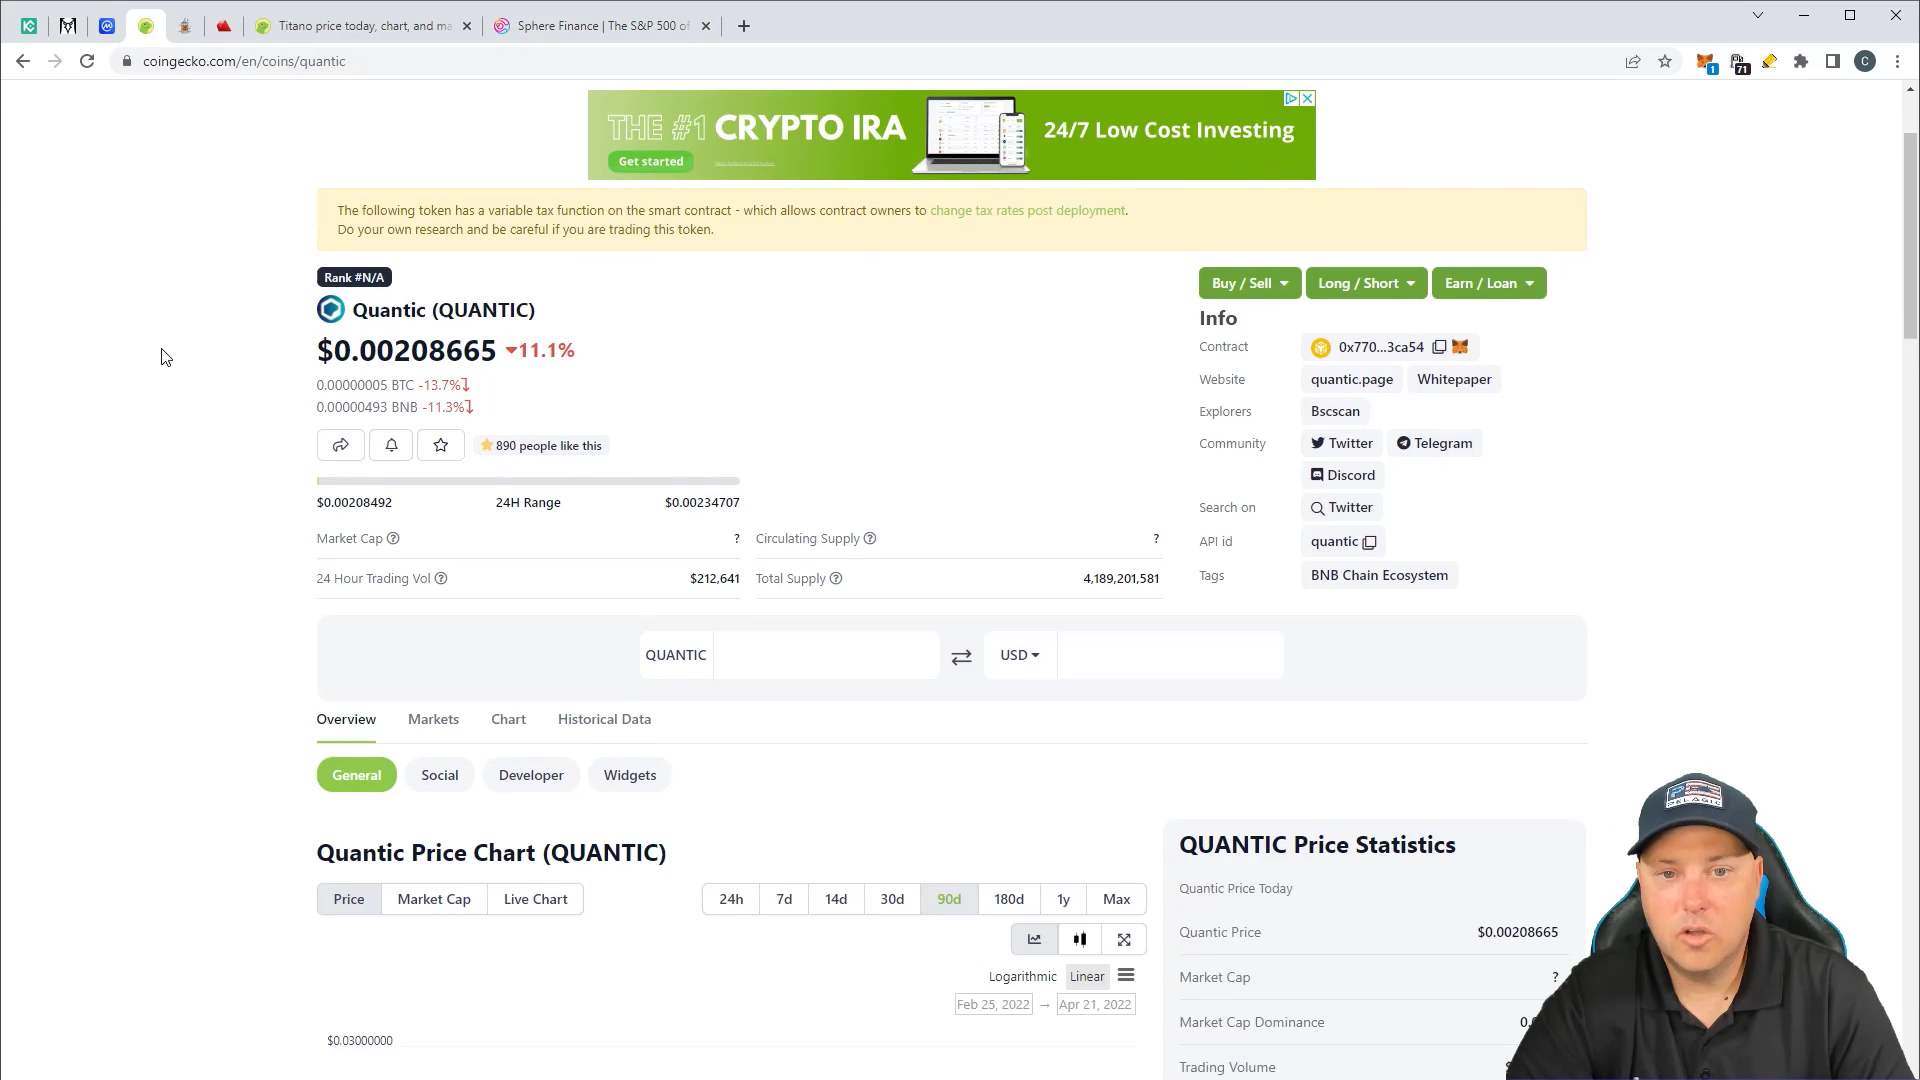 Titano price today, chart, and ma
Sphere Finance | The S&P 500 of
coingecko.com/en/coins/quantic
1
71
C
THE #1 CRYPTO IRA
24/7 Low Cost Investing
Get started
The following token has a variable tax function on the smart contract - which allows contract owners to change tax rates post deployment.
Do your own research and be careful if you are trading this token.
Rank #N/A
Quantic (QUANTIC)
$0.00208665 11.1%
0.00000005 BTC -13.7%
0.00000493 BNB -11.3%
890 people like this
$0.00208492 24H Range $0.00234707
Market Cap ? ?
Circulating Supply ? ?
24 Hour Trading Vol ? $212,641
Total Supply ? 4,189,201,581
Buy / Sell Long / Short Earn / Loan
Info
Contract 0x770...3ca54
Website quantic.page Whitepaper
Explorers Bscscan
Community Twitter Telegram
Discord
Search on Twitter
API id quantic
Tags BNB Chain Ecosystem
QUANTIC USD
Overview Markets Chart Historical Data
General Social Developer Widgets
Quantic Price Chart (QUANTIC)
Price Market Cap Live Chart
24h 7d 14d 30d 90d 180d 1y Max
Logarithmic Linear
Feb 25, 2022 → Apr 21, 2022
$0.03000000
QUANTIC Price Statistics
Quantic Price Today
Quantic Price $0.00208665
Market Cap ?
Market Cap Dominance 0.
Trading Volume
PELAGIC